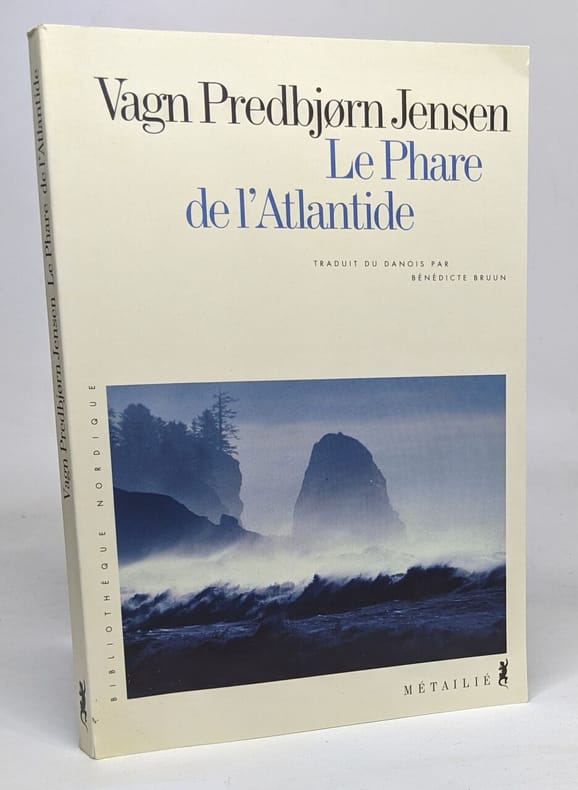 Vagn Predbjørn Jensen
Le Phare
de l'Atlantide
TRADUIT DU DANOIS PAR
BÉNÉDICTE BRUUN
BIBLIOTHÈQUE NORDIQUE
MÉTAILIÉ
Vagn Predbjørn Jensen Le Phare de l'Atlantide